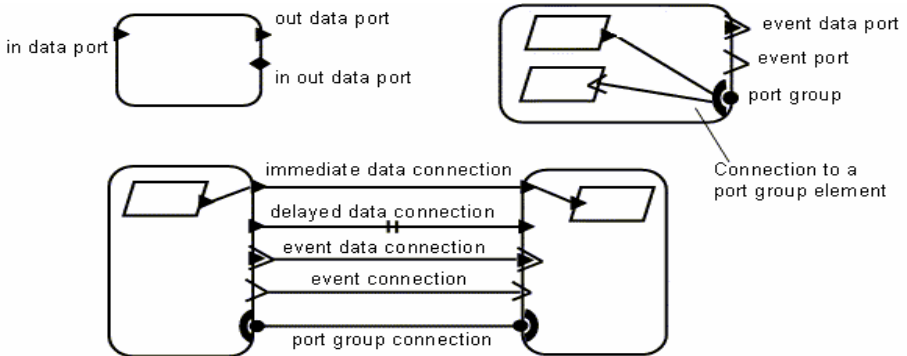 in data port
out data port
in out data port
event data port
event port
port group
Connection to a
port group element
immediate data connection
delayed data connection
event data connection
event connection
port group connection